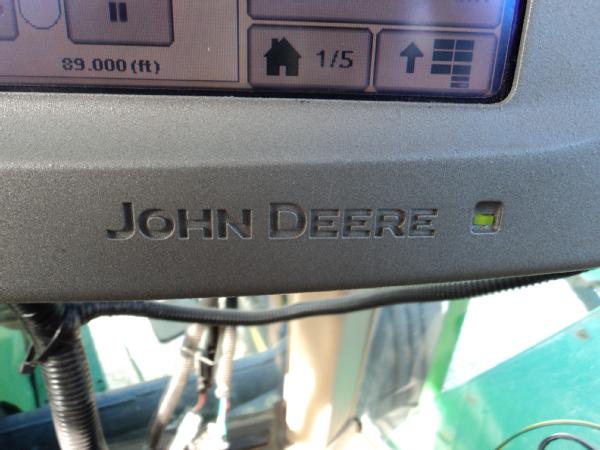 89.000 (ft)
1/5
JOHN DEERE